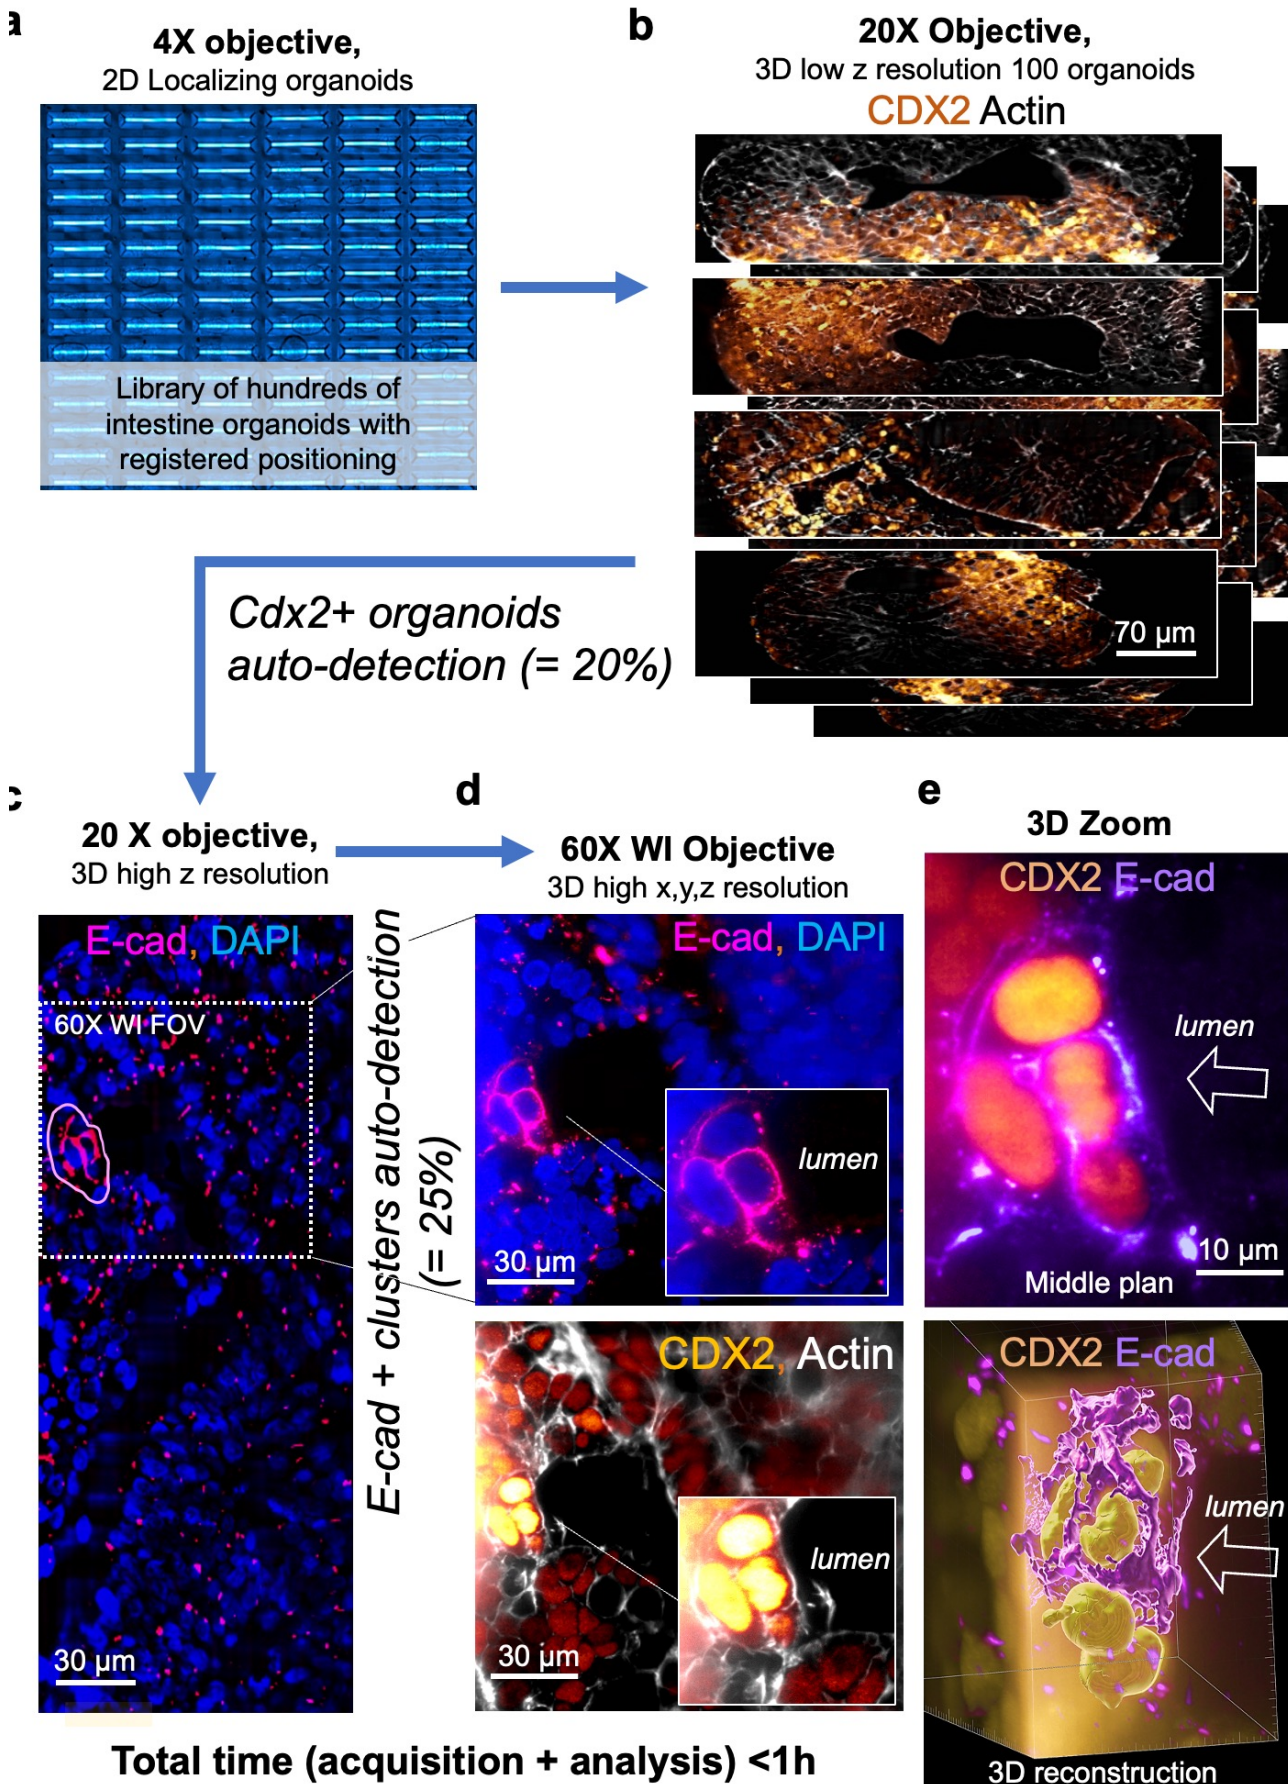 a
4X objective,
2D Localizing organoids
Library of hundreds of
intestine organoids with
registered positioning
b
20X Objective,
3D low z resolution 100 organoids
CDX2 Actin
70 µm
Cdx2+ organoids
auto-detection (= 20%)
c
20 X objective,
3D high z resolution
E-cad, DAPI
60X WI FOV
30 µm
E-cad + clusters auto-detection
(= 25%)
d
60X WI Objective
3D high x,y,z resolution
E-cad, DAPI
lumen
30 µm
CDX2, Actin
lumen
30 µm
e
3D Zoom
CDX2 E-cad
lumen
10 µm
Middle plan
CDX2 E-cad
lumen
3D reconstruction
Total time (acquisition + analysis) <1h